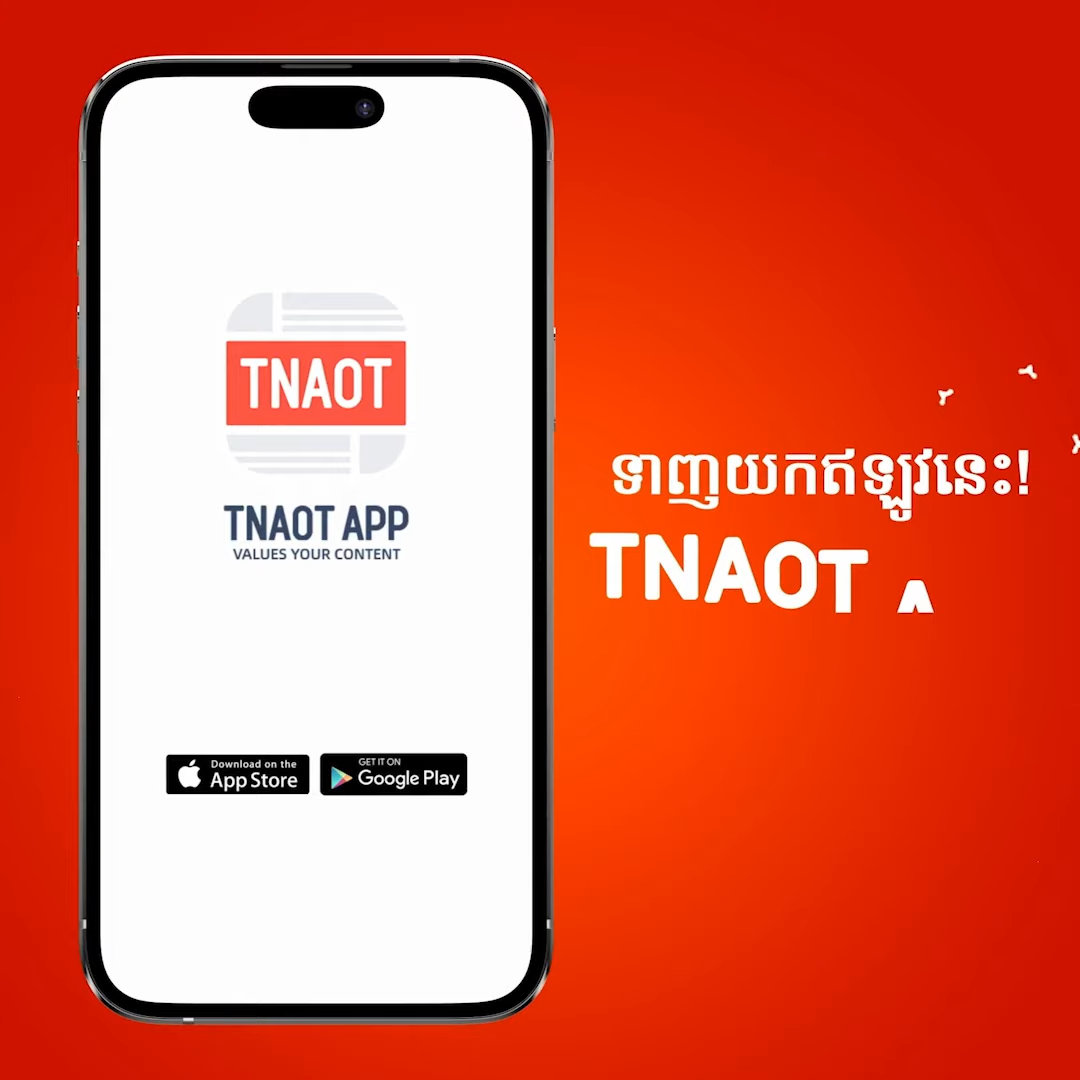 TNAOT
TNAOT APP
VALUES YOUR CONTENT
Download on the
App Store
GET IT ON
Google Play
ទាញយកឥឡូវនេះ!
TNAOT A